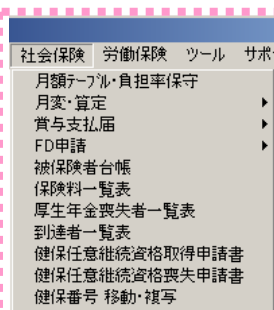 社会保険 労働保険 ツール サポ
月額テーブル・負担率保守
月変・算定
賞与支払届
FD申請
被保険者台帳
保険料一覧表
厚生年金喪失者一覧表
到達者一覧表
健保任意継続資格取得申請書
健保任意継続資格喪失申請書
健保番号 移動・複写